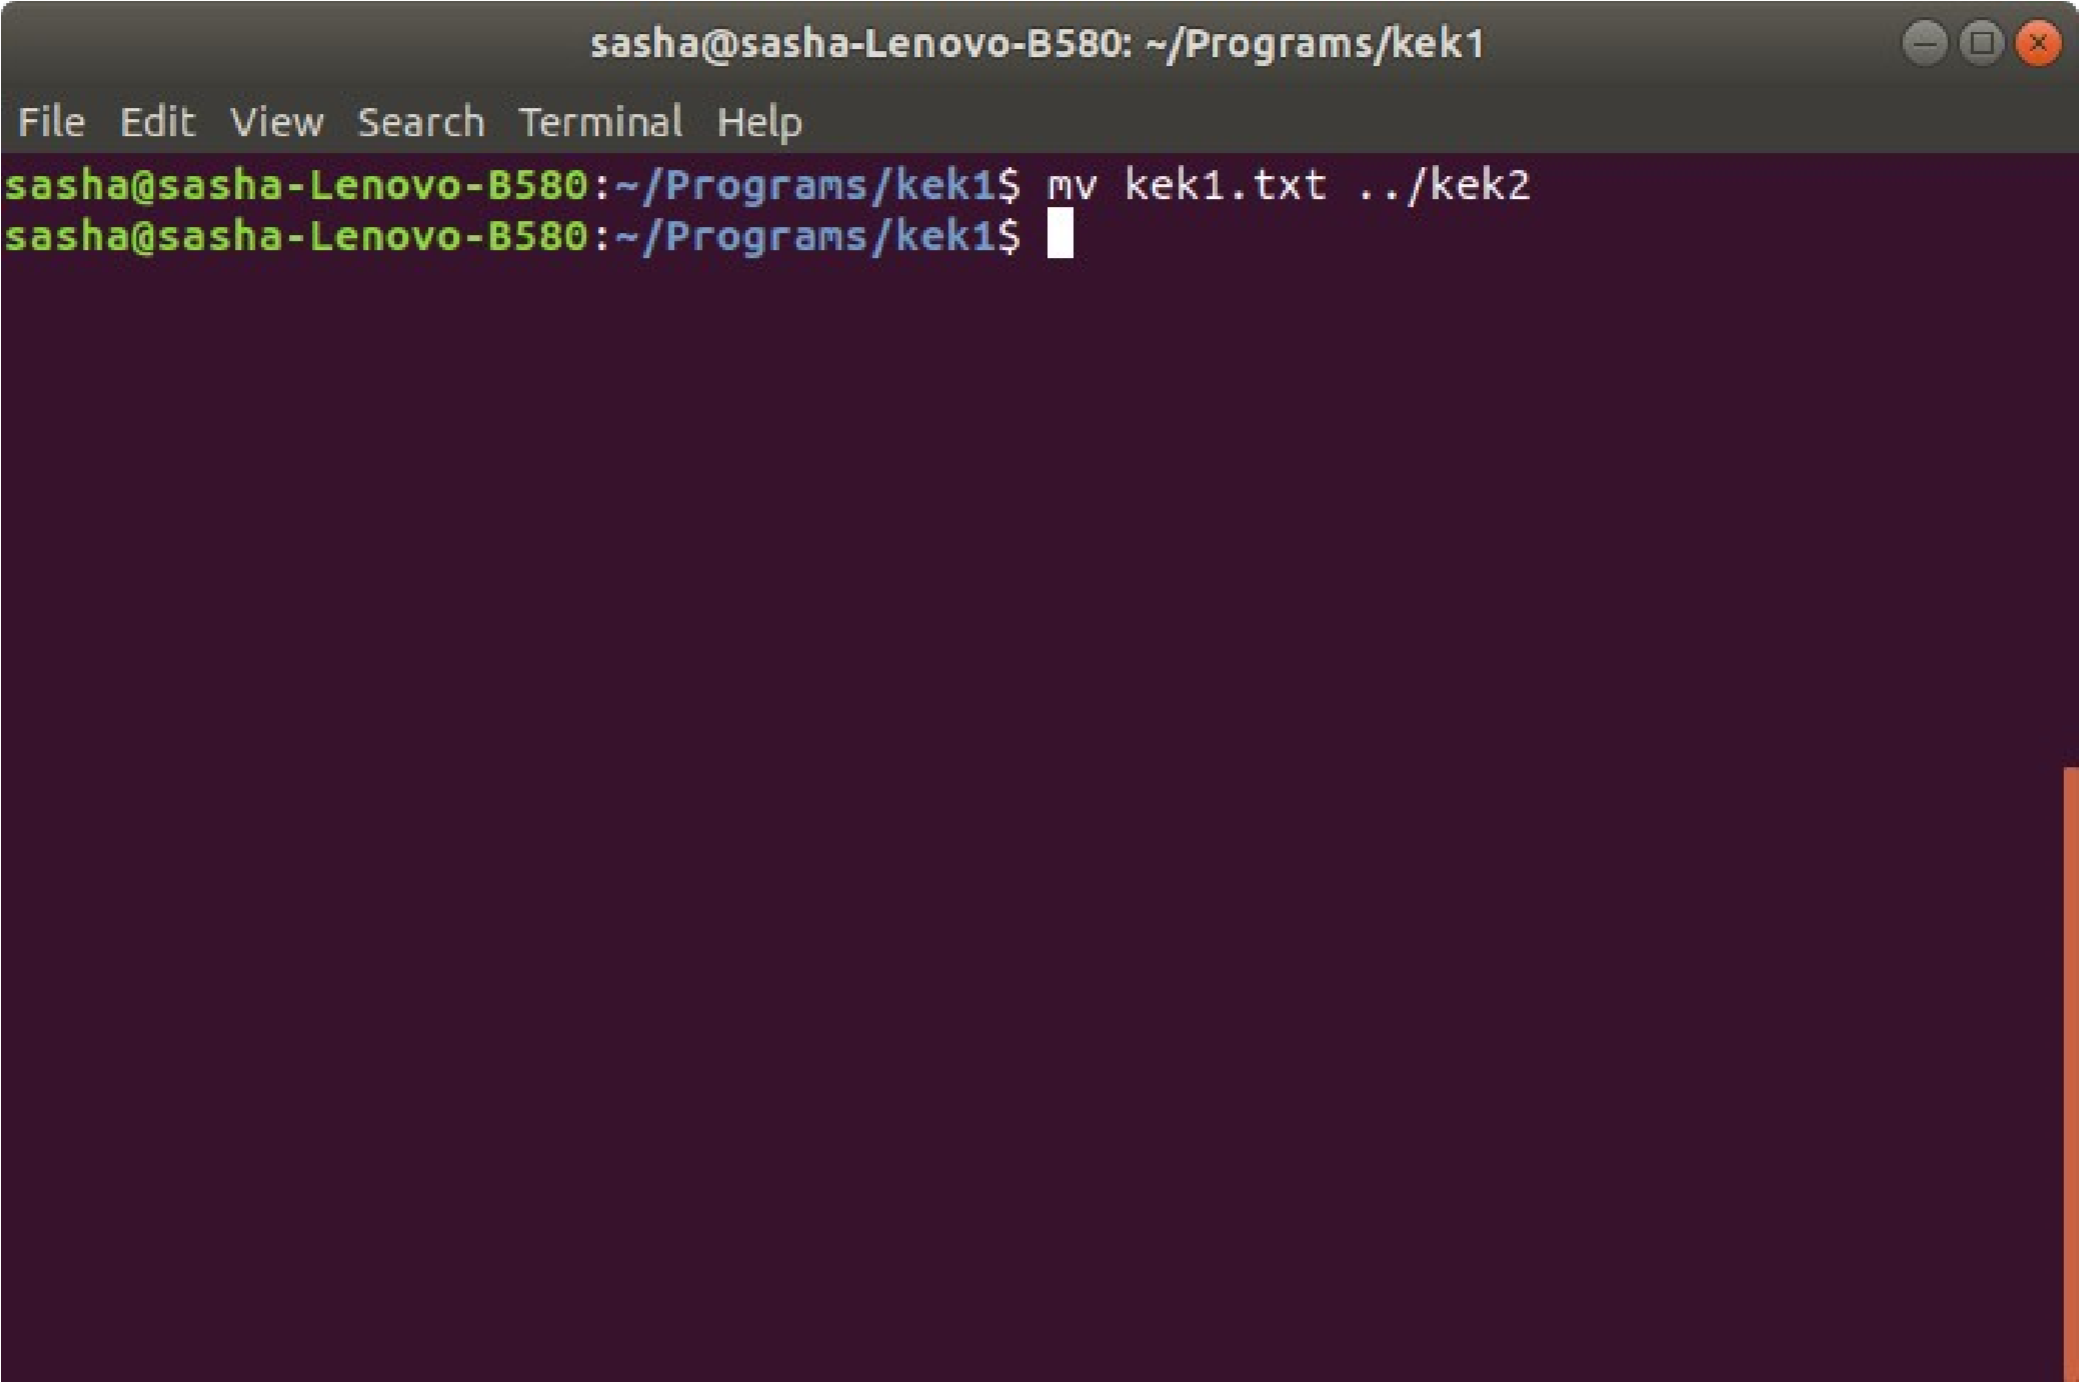 sasha@sasha-Lenovo-B580: ~/Programs/kek1
File Edit View Search Terminal Help
sasha@sasha-Lenovo-B580:~/Programs/kek1$ mv kek1.txt ../kek2
sasha@sasha-Lenovo-B580:~/Programs/kek1$